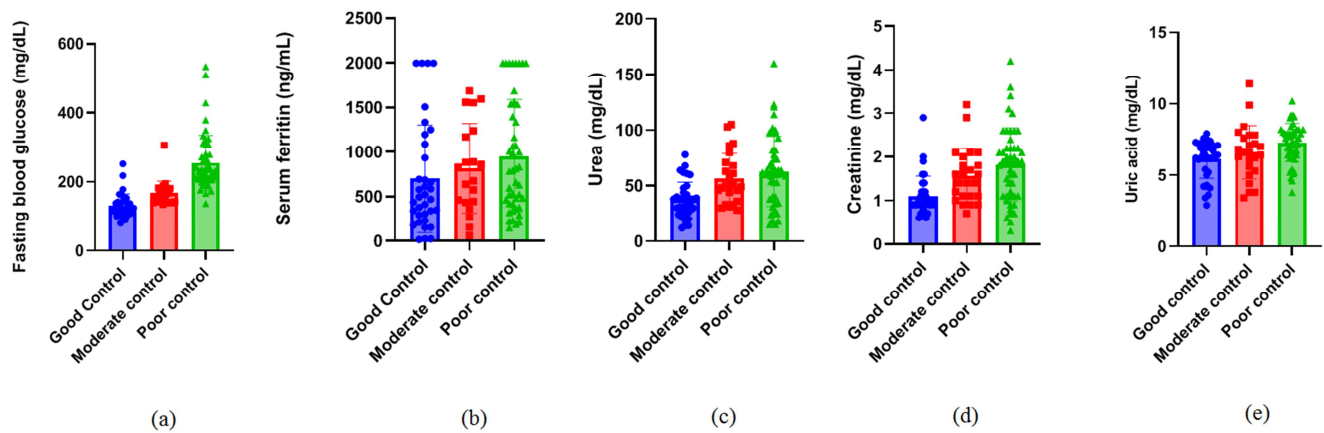 Fasting blood glucose (mg/dL)
600
400
200
0
Good Control
Moderate control
Poor control
(a)
Serum ferritin (ng/mL)
2500
2000
1500
1000
500
0
Good Control
Moderate control
Poor control
(b)
Urea (mg/dL)
200
150
100
50
0
Good control
Moderate control
Poor control
(c)
Creatinine (mg/dL)
5
4
3
2
1
0
Good control
Moderate control
Poor control
(d)
Uric acid (mg/dL)
15
10
5
0
Good control
Moderate control
Poor control
(e)